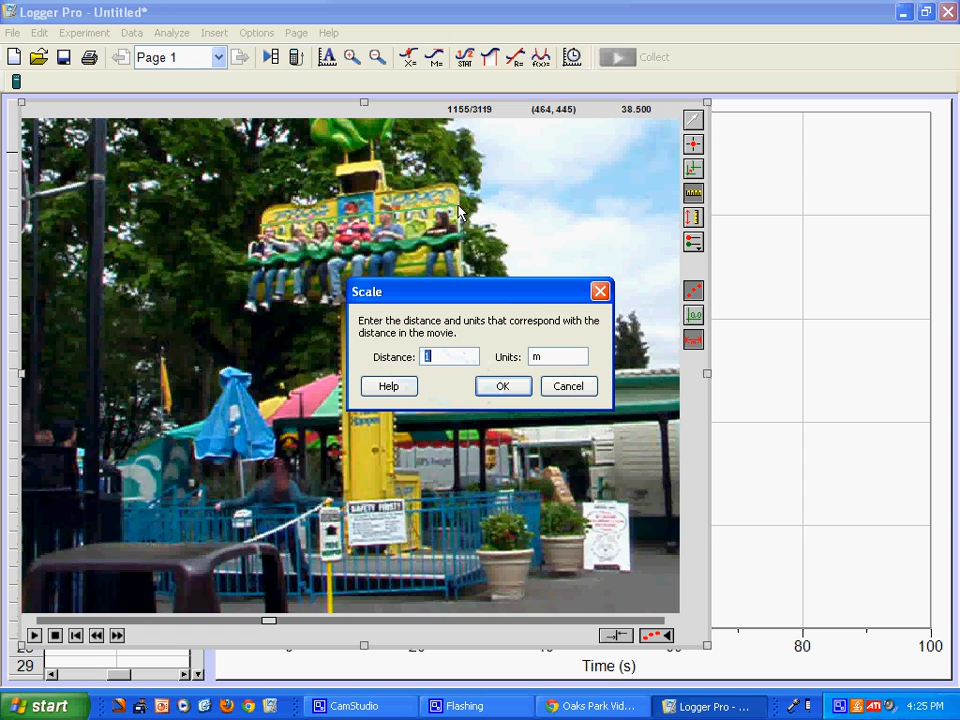 Logger Pro - Untitled*
File Edit Experiment Data Analyze Insert Options Page Help
Page 1
X= M= STAT R= f(x)= Collect
1155/3119 (464, 445) 38.500
Scale
Enter the distance and units that correspond with the
distance in the movie.
Distance: 1 Units: m
Help OK Cancel
SAFETY FIRST!
29
80 100
Time (s)
start CamStudio Flashing Oaks Park Vid... Logger Pro - ... ATI 4:25 PM